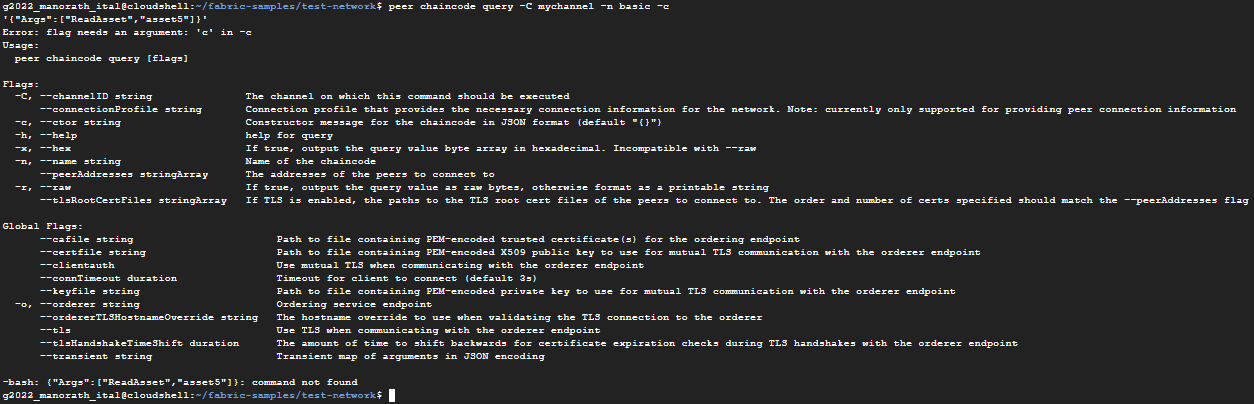 g2022_manorath_ital@cloudshell:~/fabric-samples/test-network$ peer chaincode query -C mychannel -n basic -c
'{"Args":["ReadAsset","asset5"]}'
Error: flag needs an argument: 'c' in -c
Usage:
  peer chaincode query [flags]

Flags:
  -C, --channelID string               The channel on which this command should be executed
      --connectionProfile string       Connection profile that provides the necessary connection information for the network. Note: currently only supported for providing peer connection information
  -c, --ctor string                    Constructor message for the chaincode in JSON format (default "{}")
  -h, --help                           help for query
  -x, --hex                            If true, output the query value byte array in hexadecimal. Incompatible with --raw
  -n, --name string                    Name of the chaincode
      --peerAddresses stringArray      The addresses of the peers to connect to
  -r, --raw                            If true, output the query value as raw bytes, otherwise format as a printable string
      --tlsRootCertFiles stringArray   If TLS is enabled, the paths to the TLS root cert files of the peers to connect to. The order and number of certs specified should match the --peerAddresses flag

Global Flags:
      --cafile string                       Path to file containing PEM-encoded trusted certificate(s) for the ordering endpoint
      --certfile string                     Path to file containing PEM-encoded X509 public key to use for mutual TLS communication with the orderer endpoint
      --clientauth                          Use mutual TLS when communicating with the orderer endpoint
      --connTimeout duration                Timeout for client to connect (default 3s)
      --keyfile string                      Path to file containing PEM-encoded private key to use for mutual TLS communication with the orderer endpoint
  -o, --orderer string                      Ordering service endpoint
      --ordererTLSHostnameOverride string   The hostname override to use when validating the TLS connection to the orderer
      --tls                                 Use TLS when communicating with the orderer endpoint
      --tlsHandshakeTimeShift duration      The amount of time to shift backwards for certificate expiration checks during TLS handshakes with the orderer endpoint
      --transient string                    Transient map of arguments in JSON encoding

-bash: {"Args":["ReadAsset","asset5"]}: command not found
g2022_manorath_ital@cloudshell:~/fabric-samples/test-network$